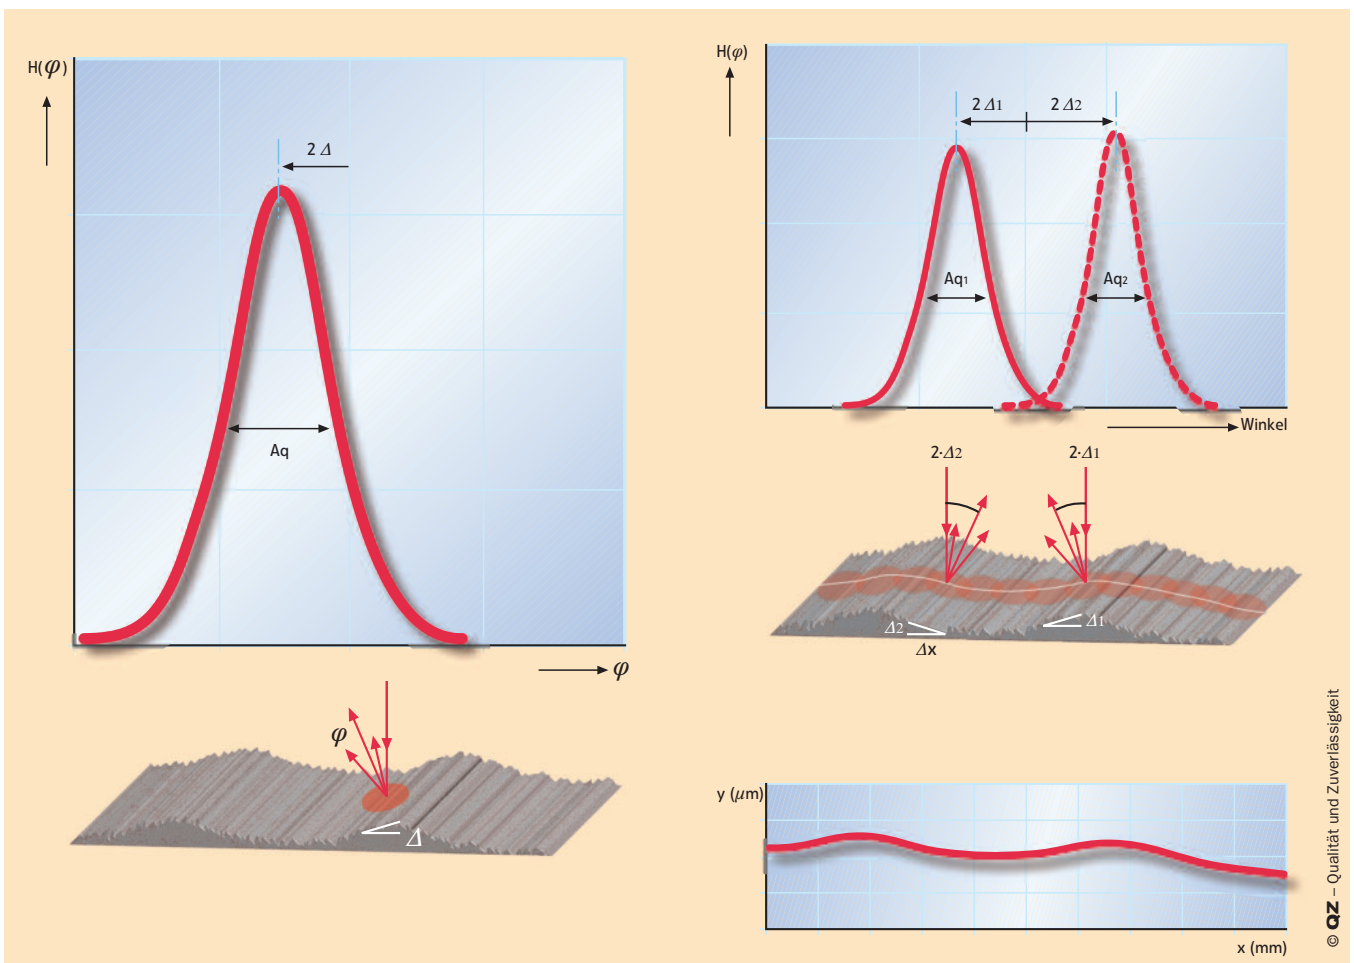 H(φ)
2 Δ
Aq
φ
φ
Δ
H(φ)
2 Δ1
2 Δ2
Aq1
Aq2
Winkel
2·Δ2
2·Δ1
Δ2
Δx
Δ1
y (μm)
x (mm)
© QZ – Qualität und Zuverlässigkeit